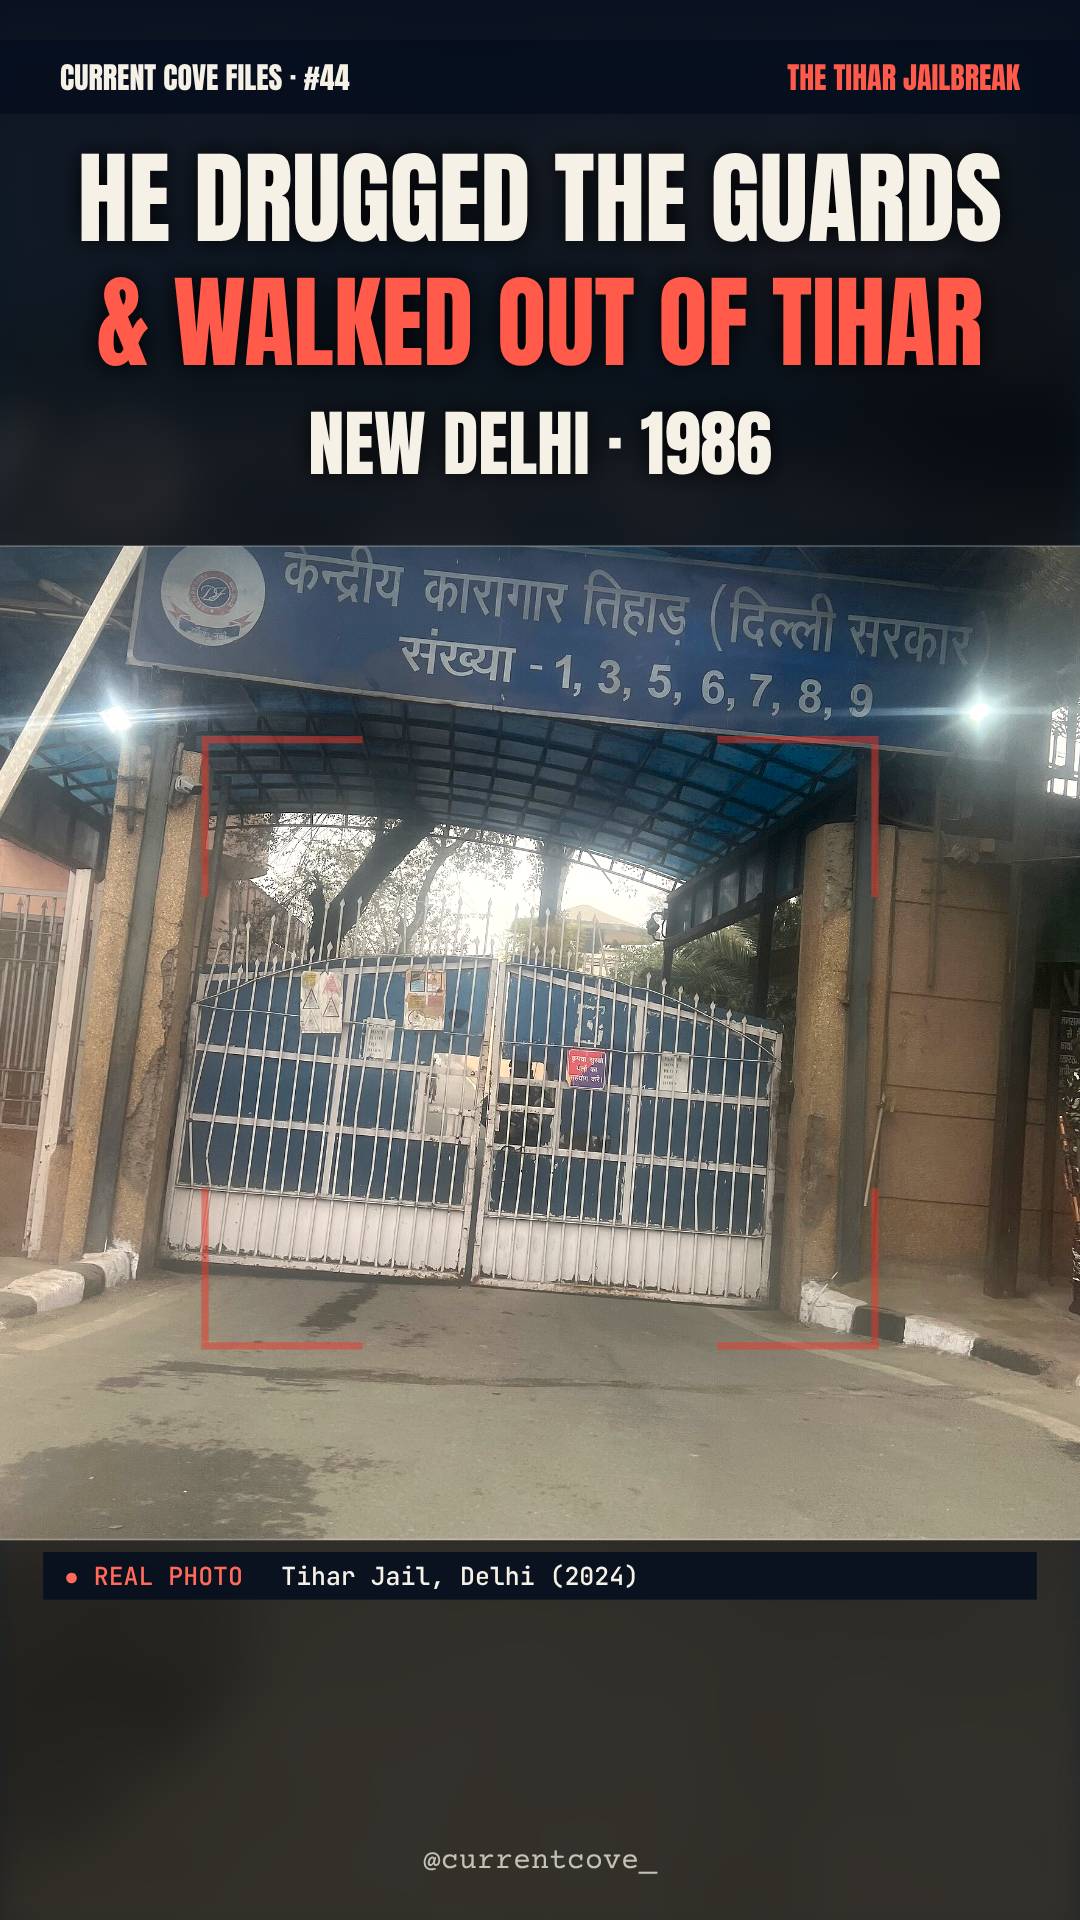 CURRENT COVE FILES · #44
THE TIHAR JAILBREAK
HE DRUGGED THE GUARDS
& WALKED OUT OF TIHAR
NEW DELHI · 1986
केन्द्रीय कारागार तिहाड़ (दिल्ली सरकार)
संख्या - 1, 3, 5, 6, 7, 8, 9
• REAL PHOTO Tihar Jail, Delhi (2024)
@currentcove_